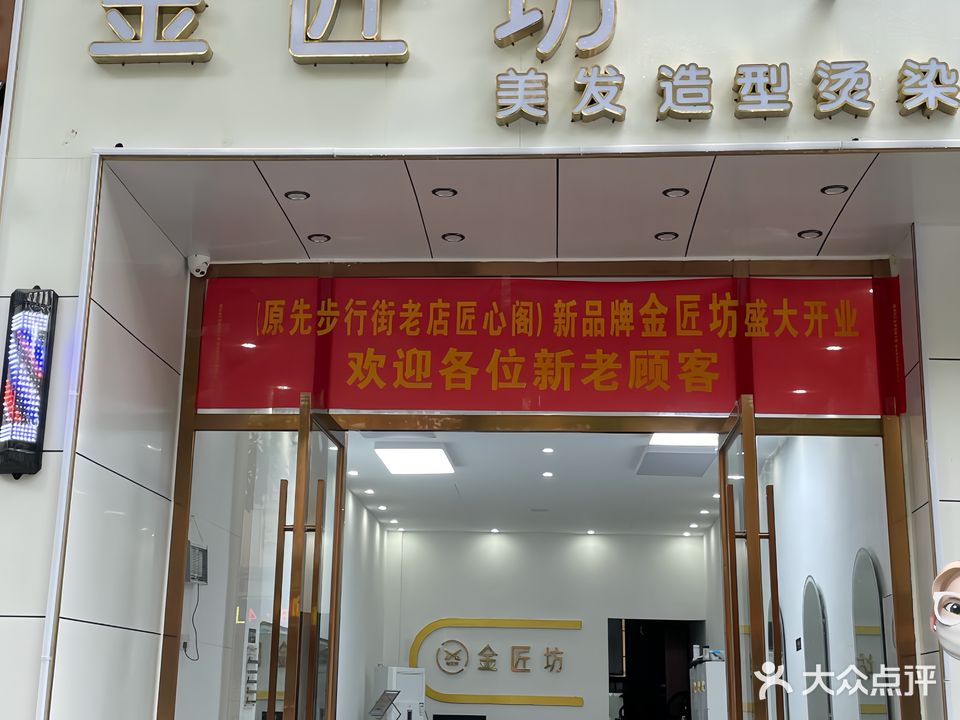 金匠坊
美发造型烫染
(原先步行街老店匠心阁)新品牌金匠坊盛大开业
欢迎各位新老顾客
金匠坊
大众点评